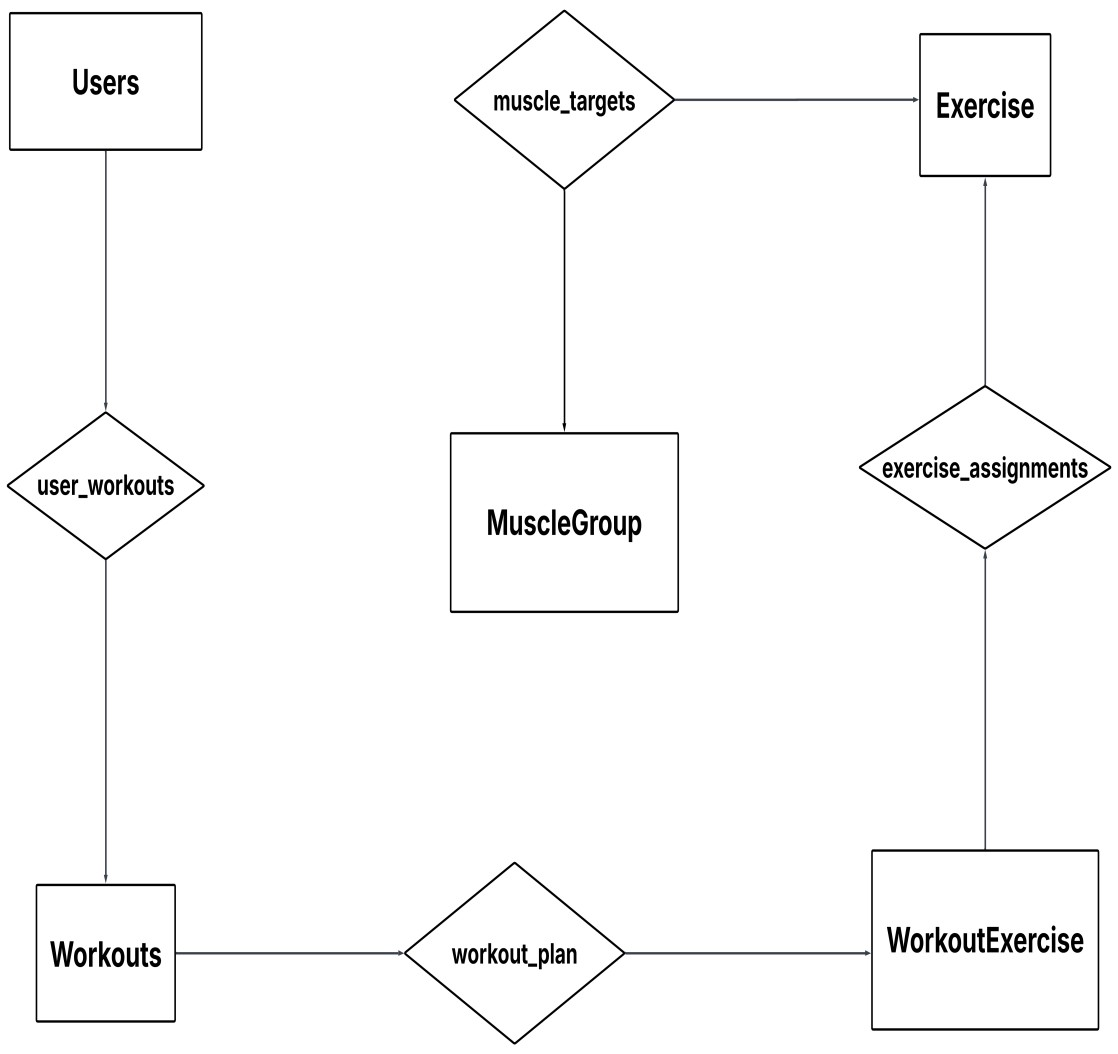 Users
muscle_targets
Exercise
user_workouts
exercise_assignments
MuscleGroup
Workouts
workout_plan
WorkoutExercise